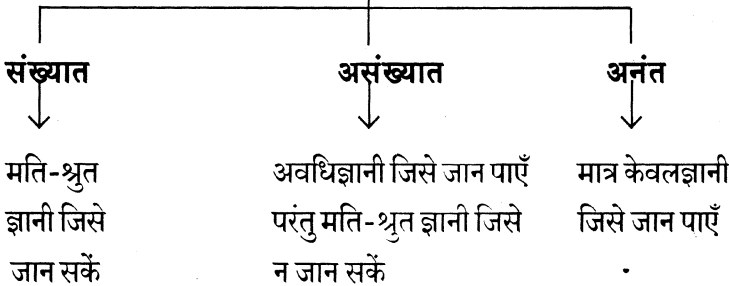 संख्यात असंख्यात अनंत
मति-श्रुत अवधिज्ञानी जिसे जान पाएँ मात्र केवलज्ञानी
ज्ञानी जिसे परंतु मति-श्रुत ज्ञानी जिसे जिसे जान पाएँ
जान सकें न जान सकें